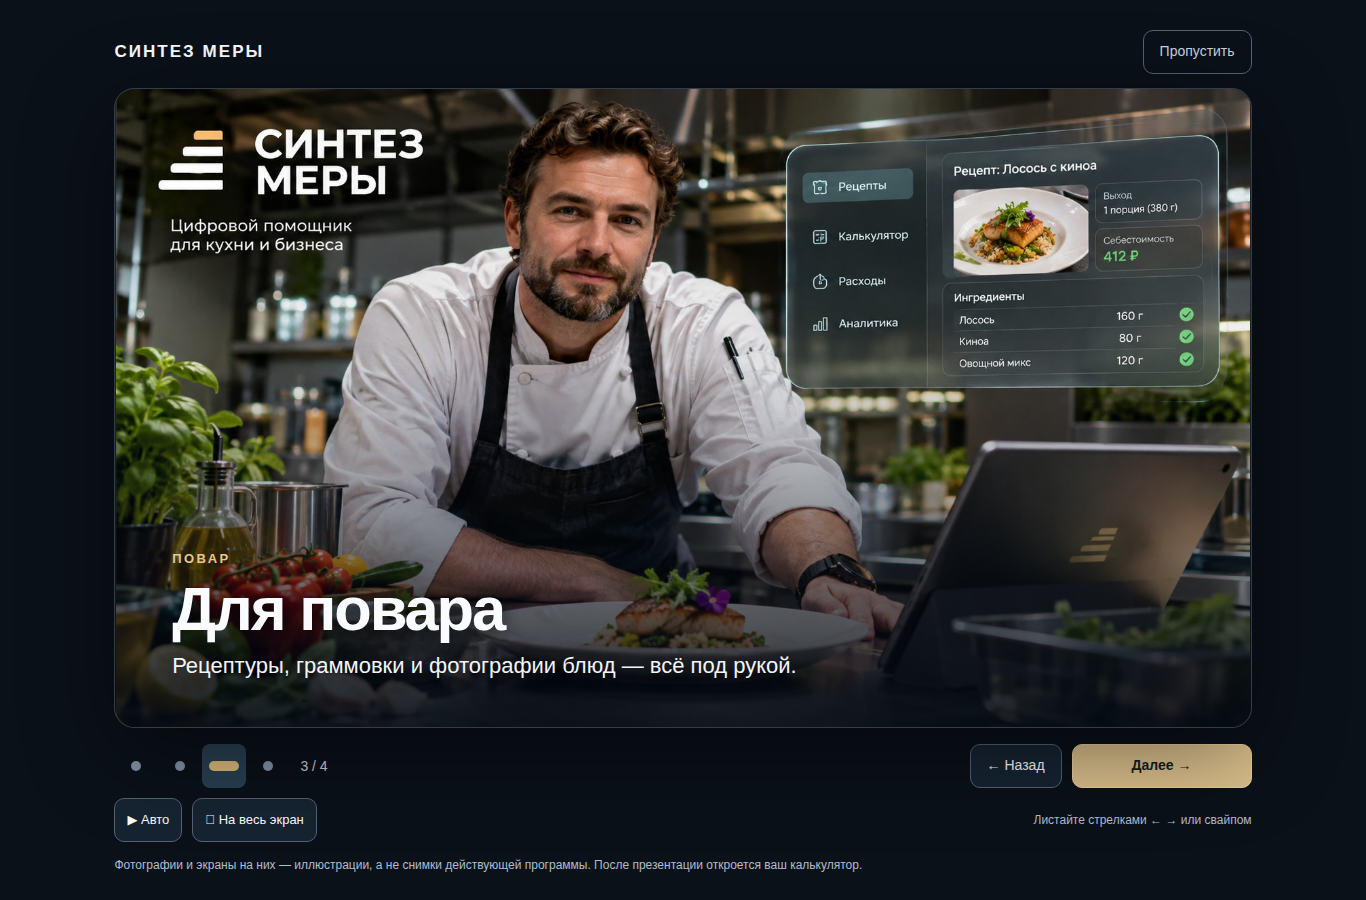 СИНТЕЗ МЕРЫ
Пропустить
СИНТЕЗ
МЕРЫ
Цифровой помощник
для кухни и бизнеса
Рецепты
Калькулятор
Расходы
Аналитика
Рецепт: Лосось с киноа
Выход
1 порция (380 г)
Себестоимость
412 ₽
Ингредиенты
Лосось 160 г
Киноа 80 г
Овощной микс 120 г
ПОВАР
Для повара
Рецептуры, граммовки и фотографии блюд — всё под рукой.
3 / 4
← Назад
Далее →
▶ Авто
На весь экран
Листайте стрелками ← → или свайпом
Фотографии и экраны на них — иллюстрации, а не снимки действующей программы. После презентации откроется ваш калькулятор.